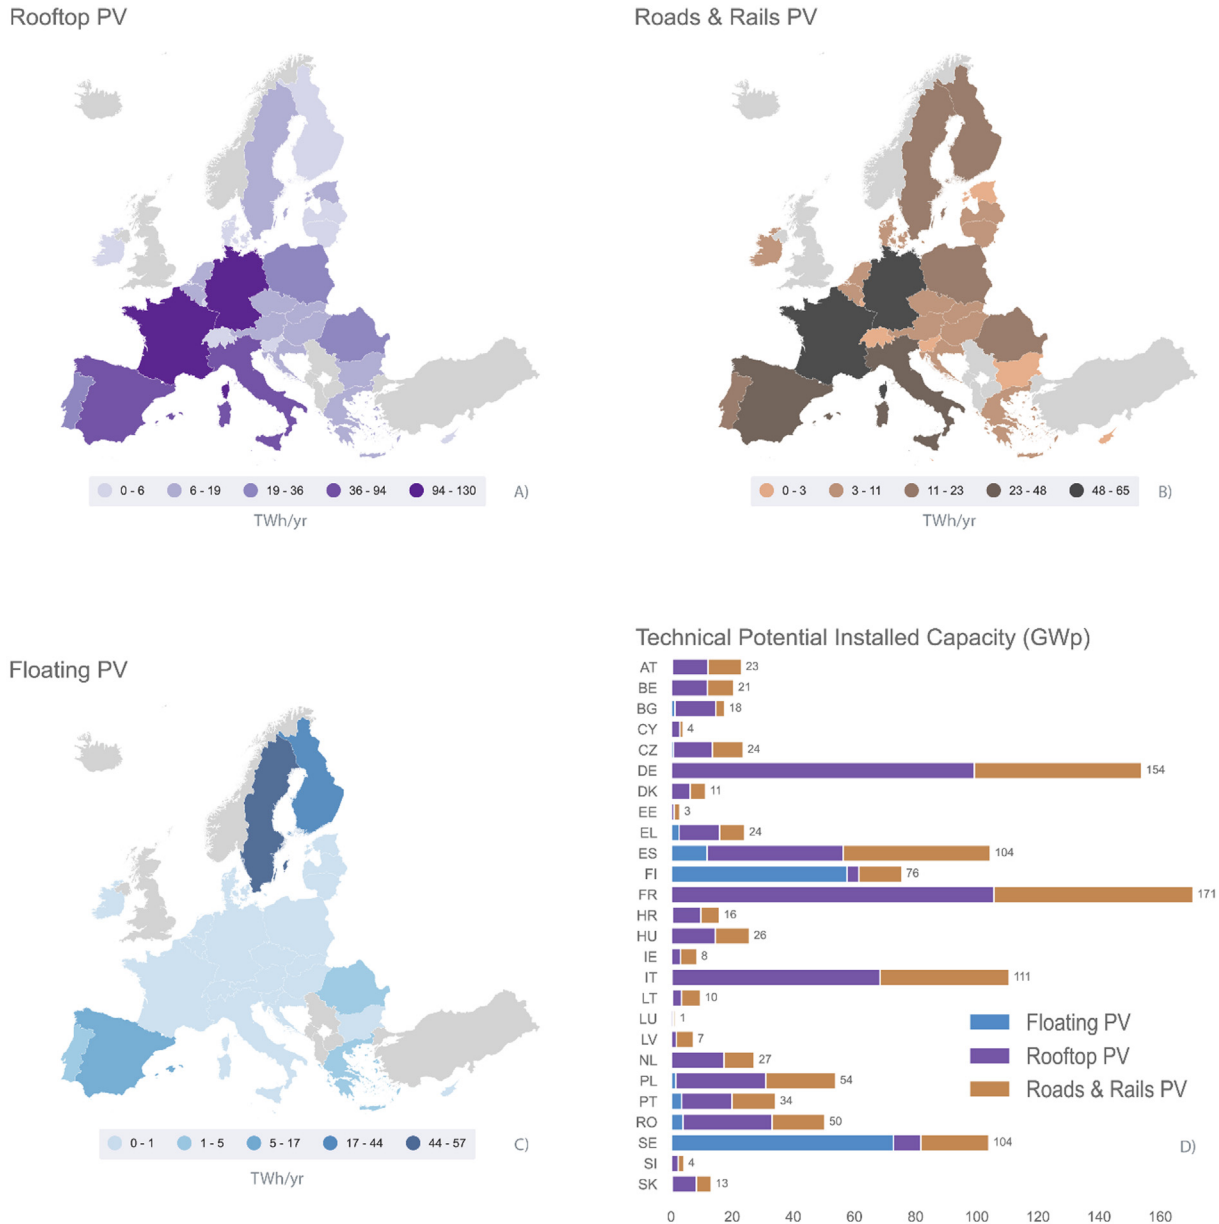 Rooftop PV
Roads & Rails PV
0 - 6 6 - 19 19 - 36 36 - 94 94 - 130 A)
TWh/yr
0 - 3 3 - 11 11 - 23 23 - 48 48 - 65 B)
TWh/yr
Floating PV
0 - 1 1 - 5 5 - 17 17 - 44 44 - 57 C)
TWh/yr
Technical Potential Installed Capacity (GWp)
AT 23
BE 21
BG 18
CY 4
CZ 24
DE 154
DK 11
EE 3
EL 24
ES 104
FI 76
FR 171
HR 16
HU 26
IE 8
IT 111
LT 10
LU 1
LV 7
NL 27
PL 54
PT 34
RO 50
SE 104
SI 4
SK 13
Floating PV
Rooftop PV
Roads & Rails PV
D)
0 20 40 60 80 100 120 140 160